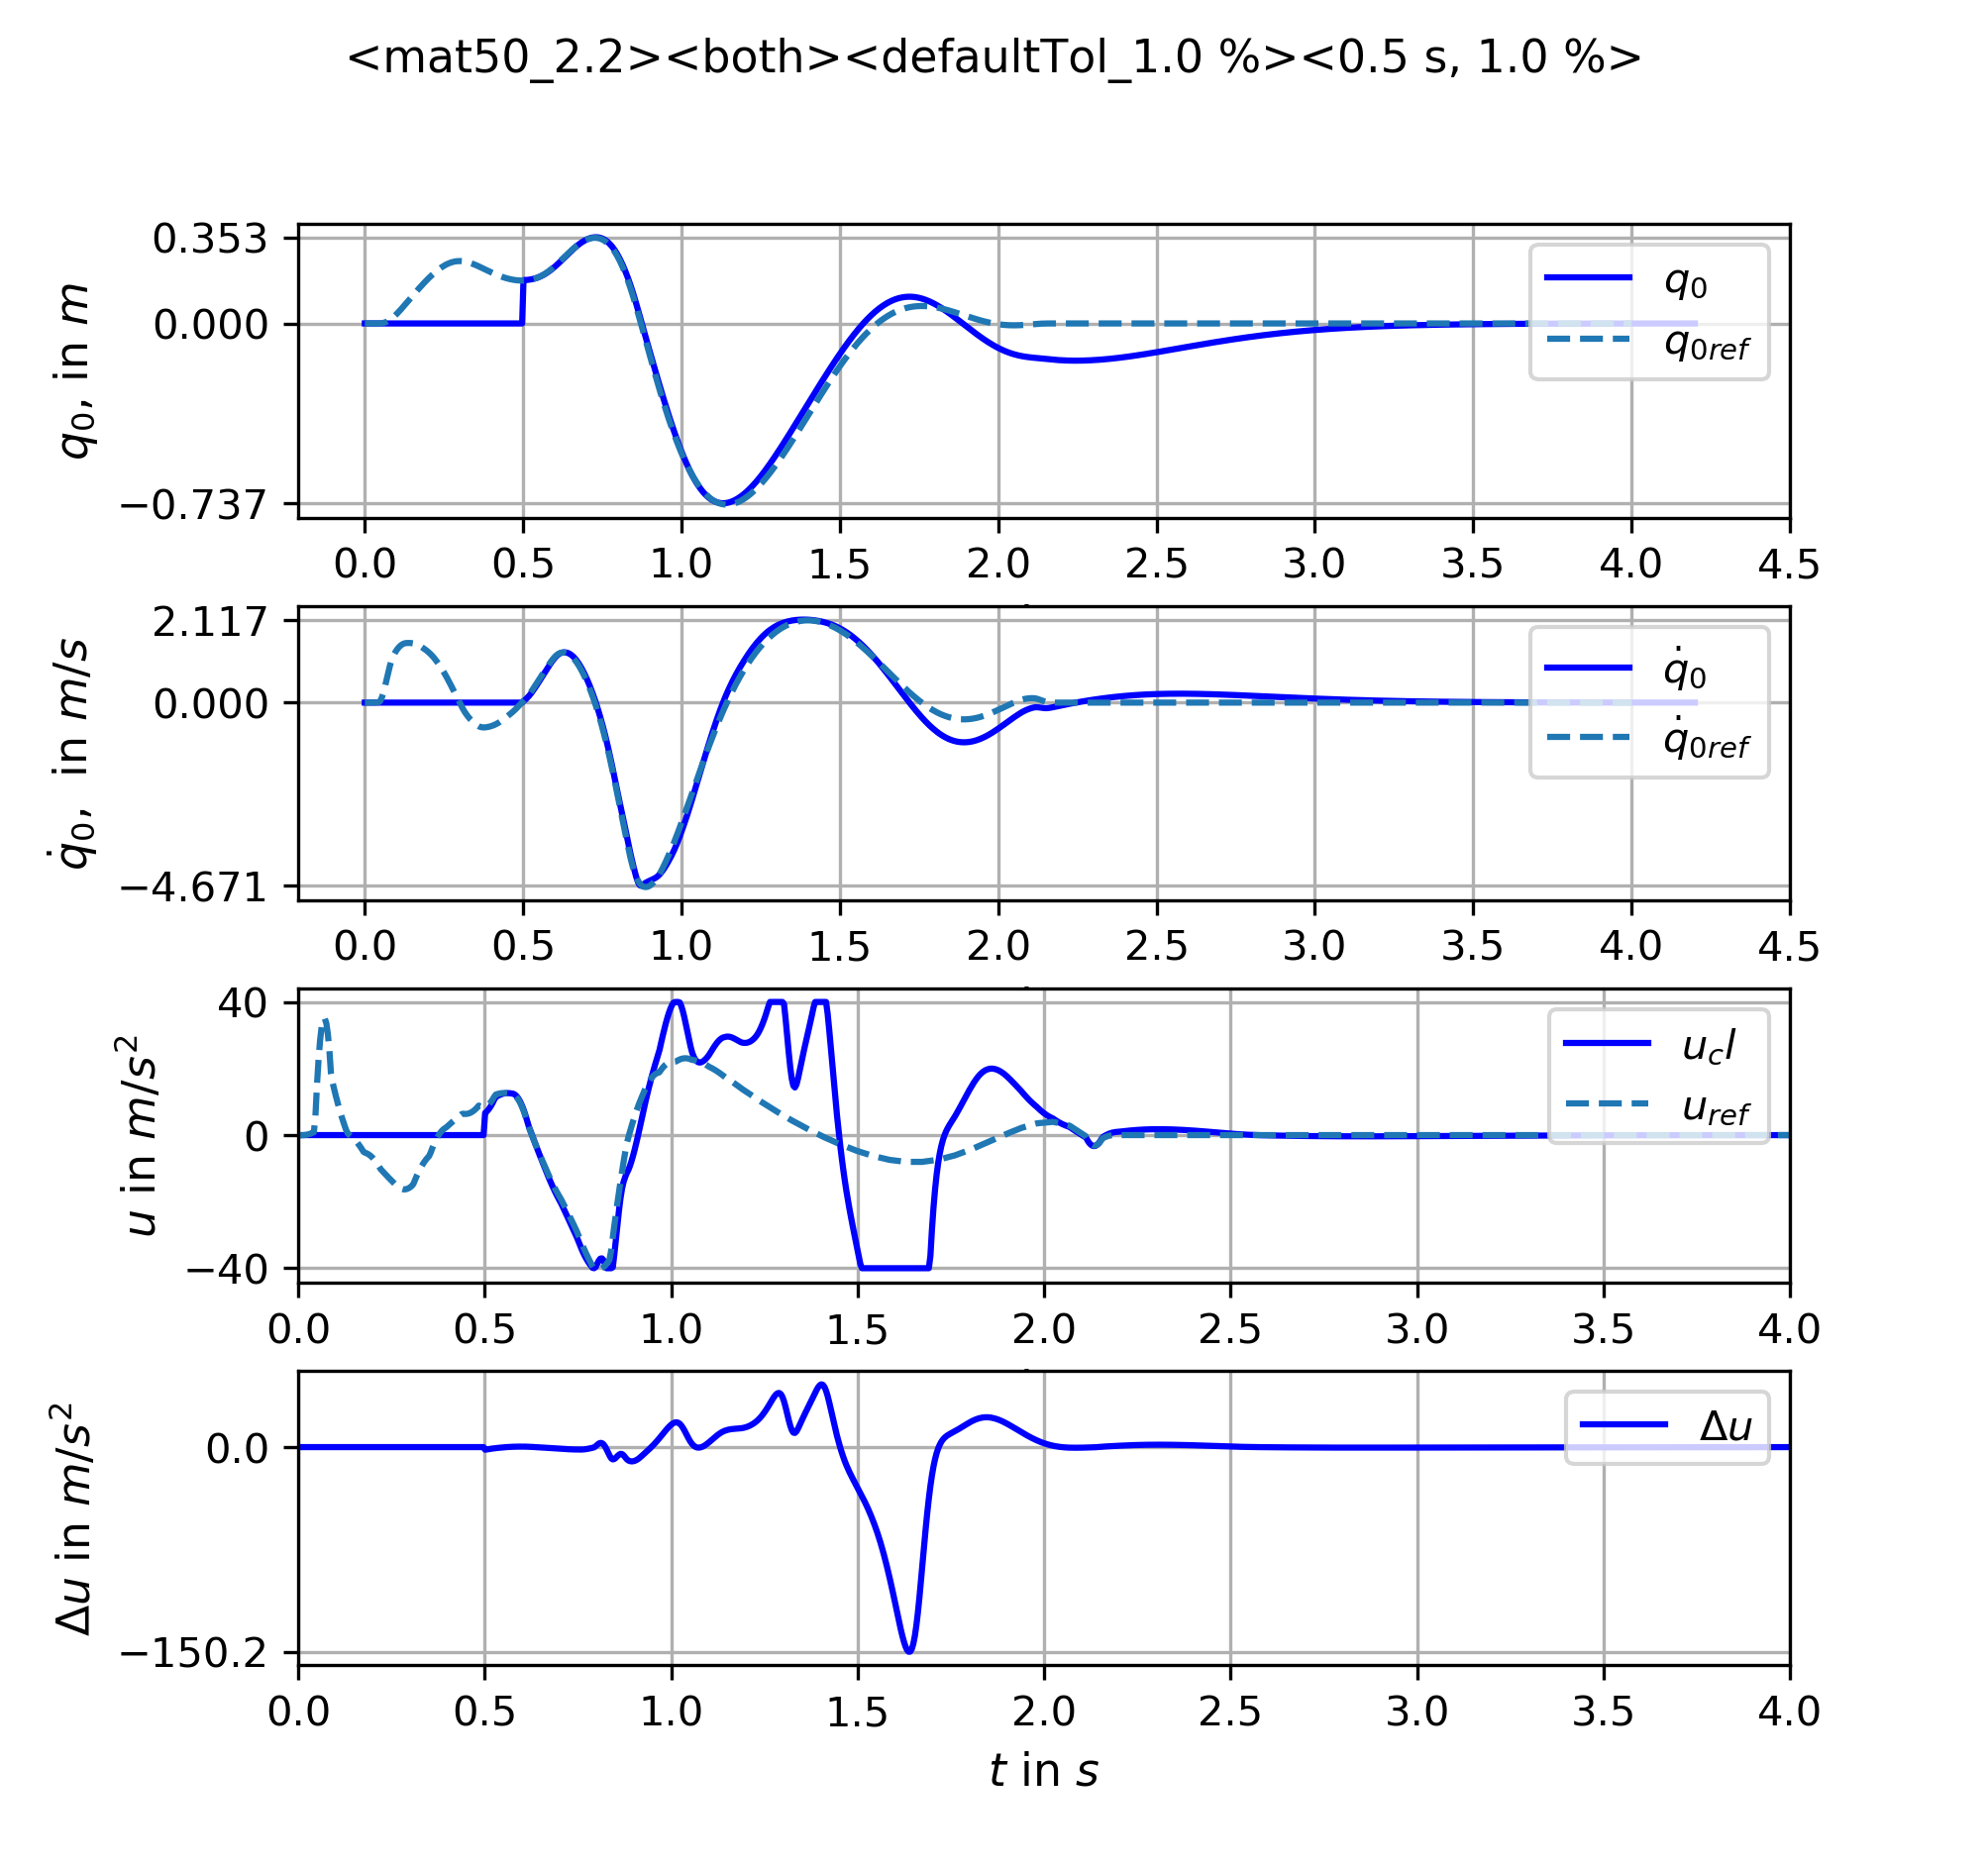 <mat50_2.2><both><defaultTol_1.0 %><0.5 s, 1.0 %>
q₀, in m
0.353
0.000
−0.737
q₀
q₀ref
0.0 0.5 1.0 1.5 2.0 2.5 3.0 3.5 4.0 4.5
q̇₀, in m/s
2.117
0.000
−4.671
q̇₀
q̇₀ref
0.0 0.5 1.0 1.5 2.0 2.5 3.0 3.5 4.0 4.5
u in m/s²
40
0
−40
u_cl
u_ref
0.0 0.5 1.0 1.5 2.0 2.5 3.0 3.5 4.0
Δu in m/s²
0.0
−150.2
Δu
0.0 0.5 1.0 1.5 2.0 2.5 3.0 3.5 4.0
t in s